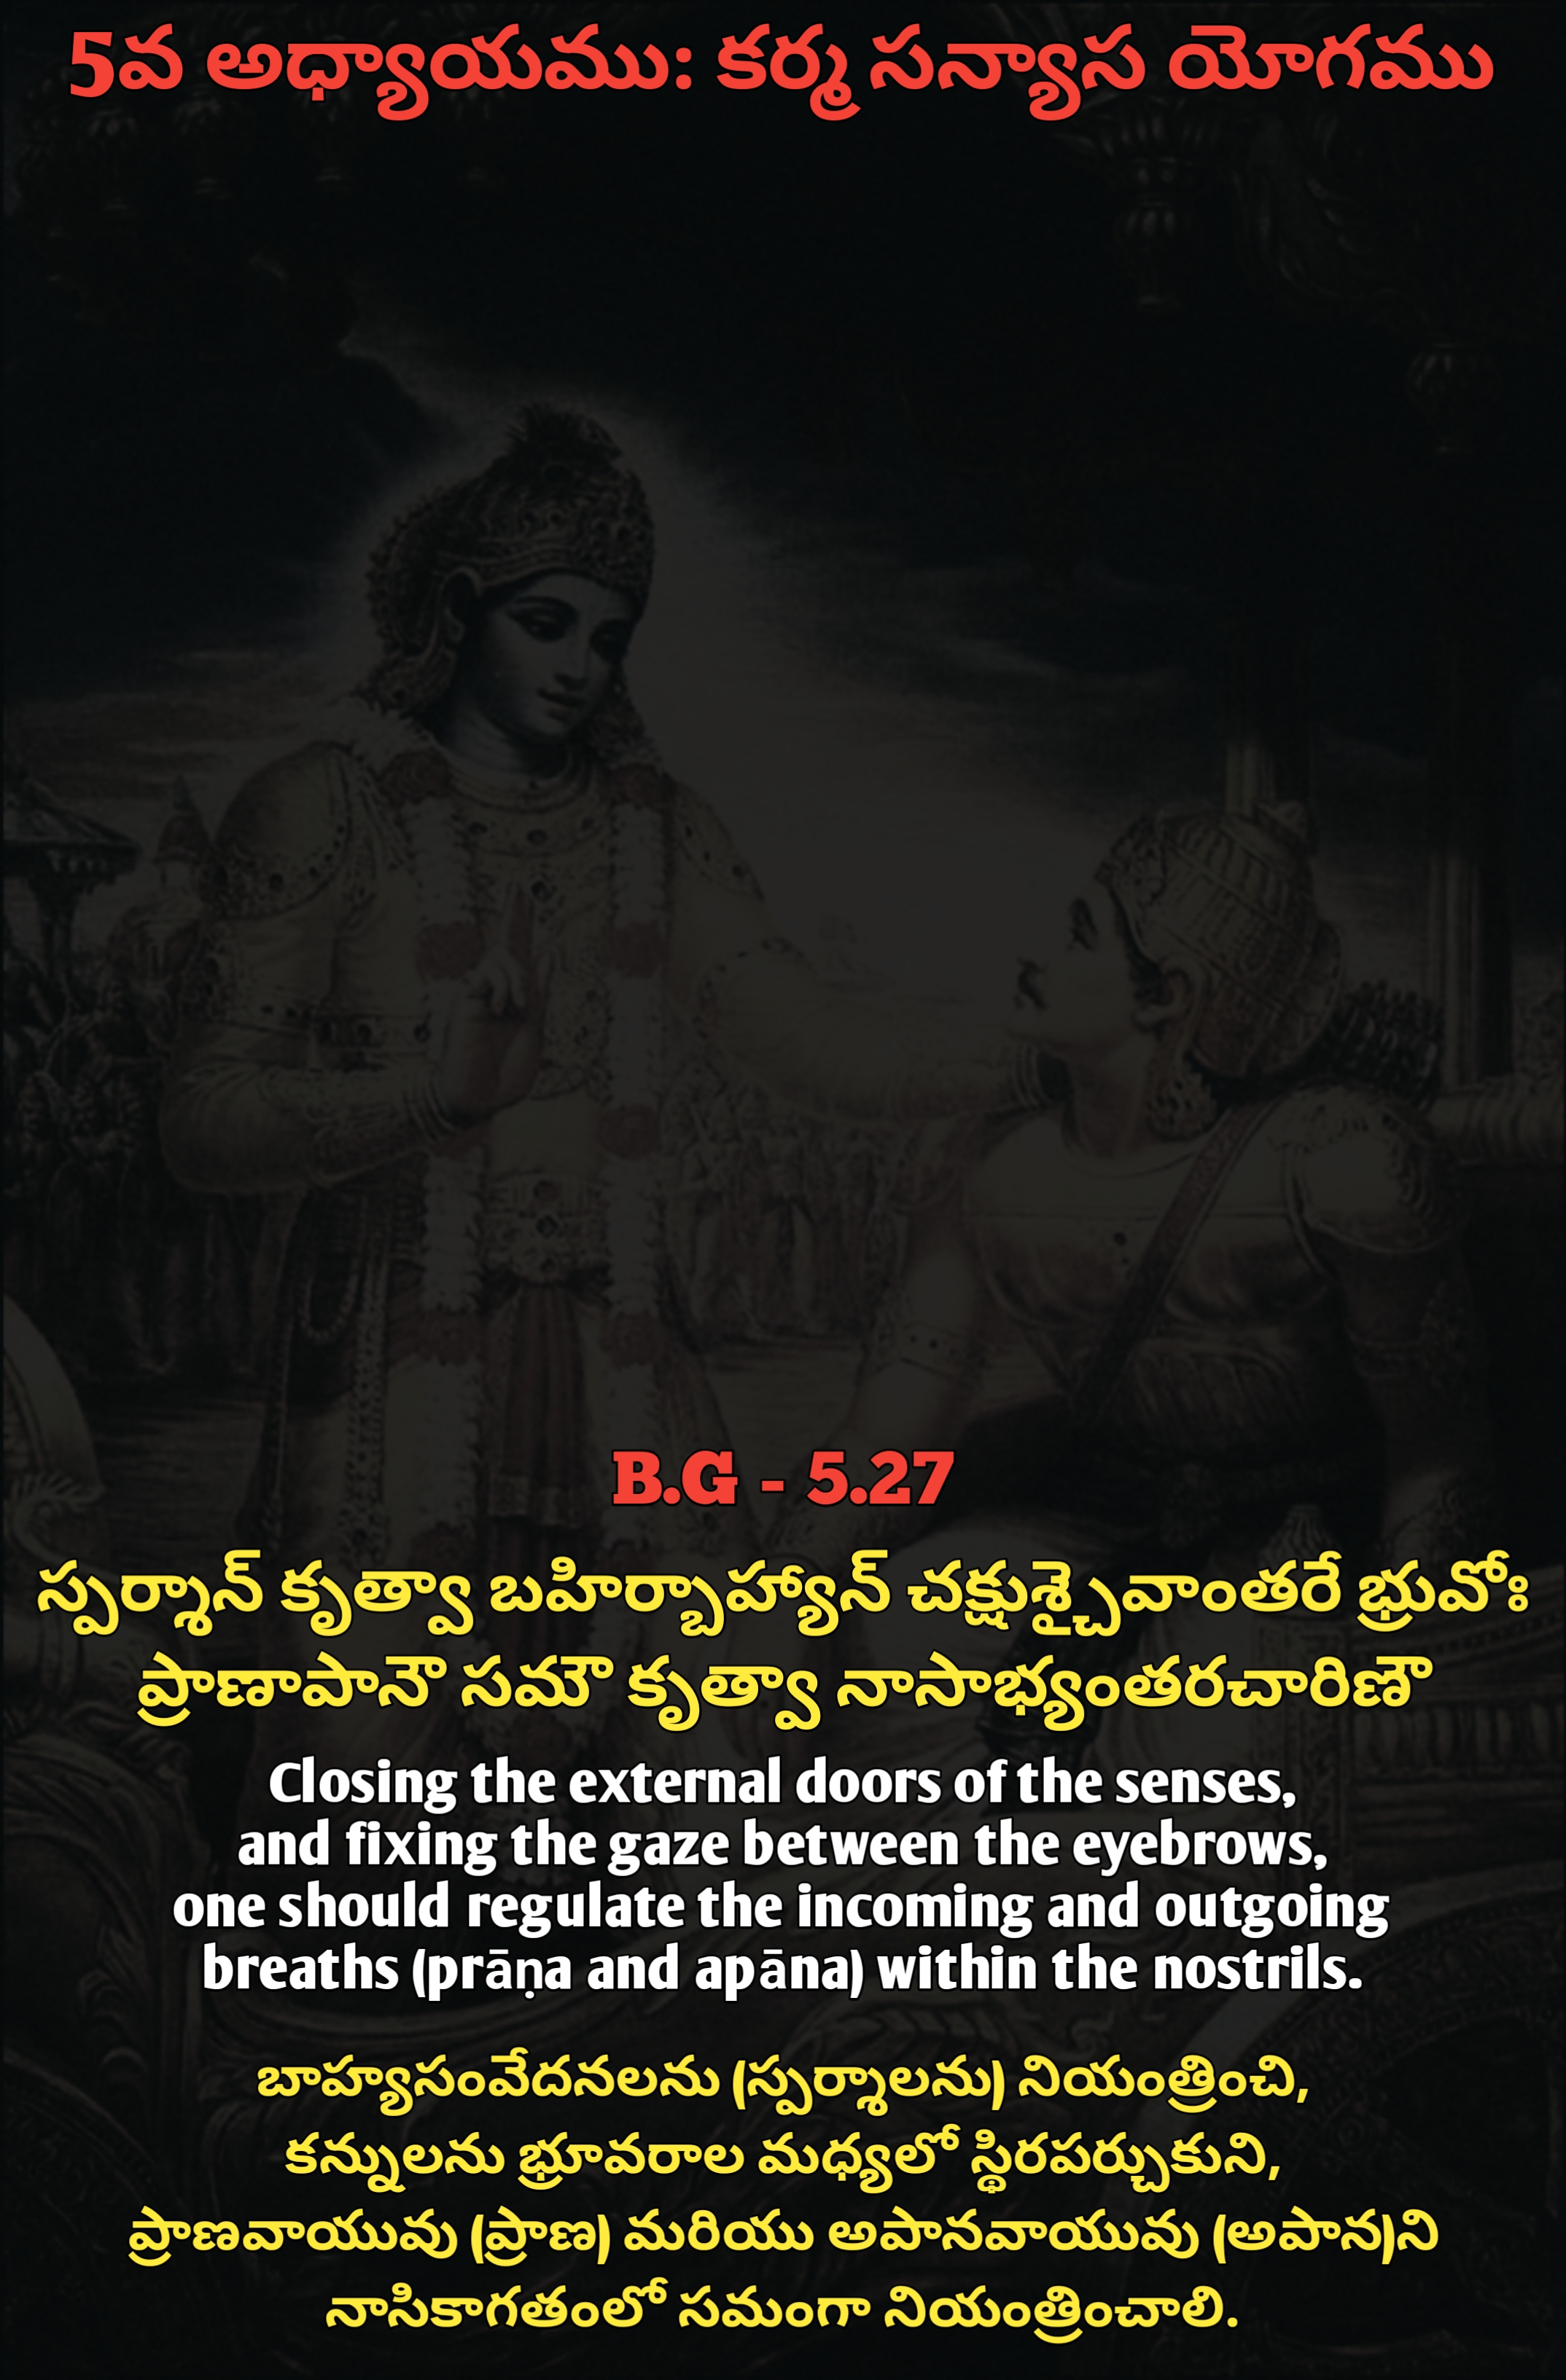 5వ అధ్యాయము: కర్మ సన్యాస యోగము
B.G - 5.27
స్పర్శాన్ కృత్వా బహిర్బాహ్యాన్ చక్షుశ్చైవాంతరే భ్రువోః
ప్రాణాపానౌ సమౌ కృత్వా నాసాభ్యంతరచారిణౌ
Closing the external doors of the senses,
and fixing the gaze between the eyebrows,
one should regulate the incoming and outgoing
breaths (prāṇa and apāna) within the nostrils.
బాహ్యసంవేదనలను (స్పర్శాలను) నియంత్రించి,
కన్నులను భ్రూవరాల మధ్యలో స్థిరపర్చుకుని,
ప్రాణవాయువు (ప్రాణ) మరియు అపానవాయువు (అపాన)ని
నాసికాగతంలో సమంగా నియంత్రించాలి.